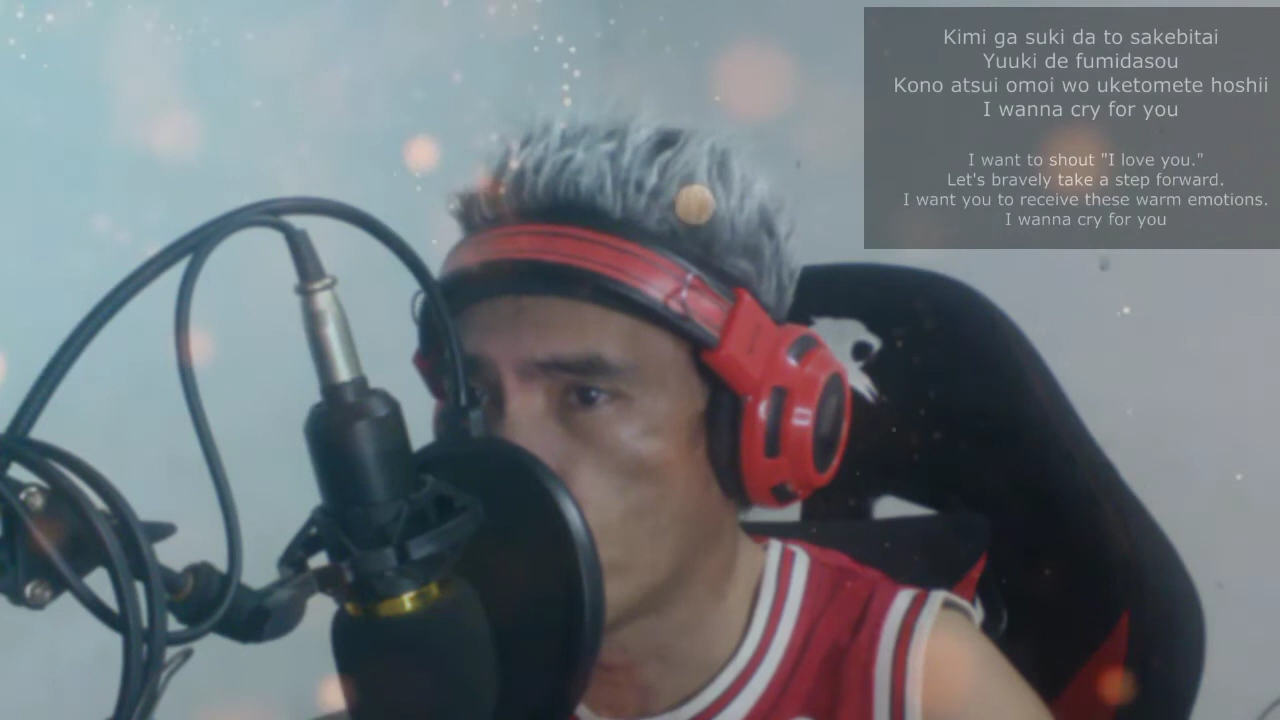 Kimi ga suki da to sakebitai
Yuuki de fumidasou
Kono atsui omoi wo uketomete hoshii
I wanna cry for you
I want to shout "I love you."
Let's bravely take a step forward.
I want you to receive these warm emotions.
I wanna cry for you